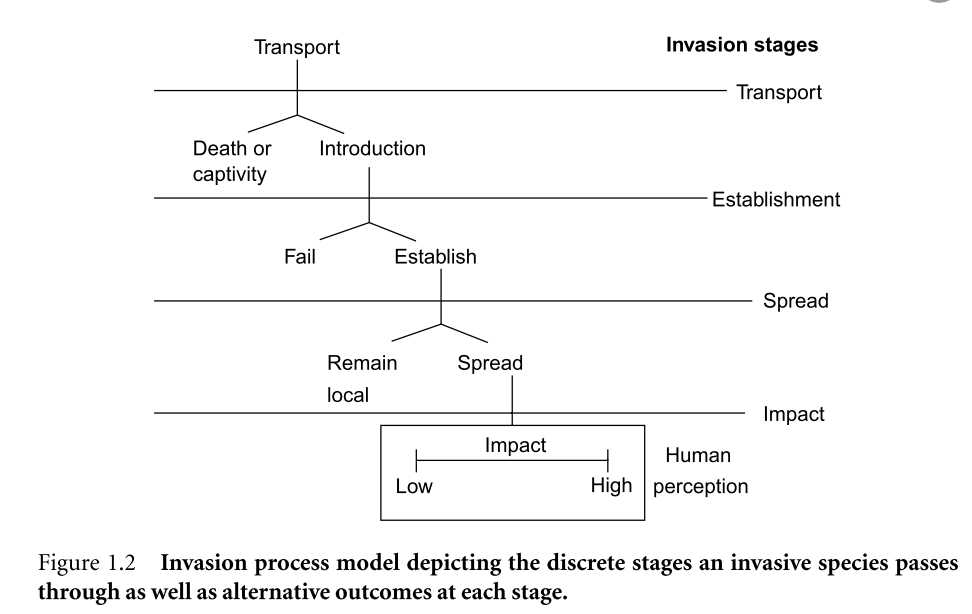 Transport
Invasion stages
Transport
Death or
captivity
Introduction
Establishment
Fail
Establish
Spread
Remain
local
Spread
Impact
Impact
Low
High
Human
perception
Figure 1.2 Invasion process model depicting the discrete stages an invasive species passes
through as well as alternative outcomes at each stage.